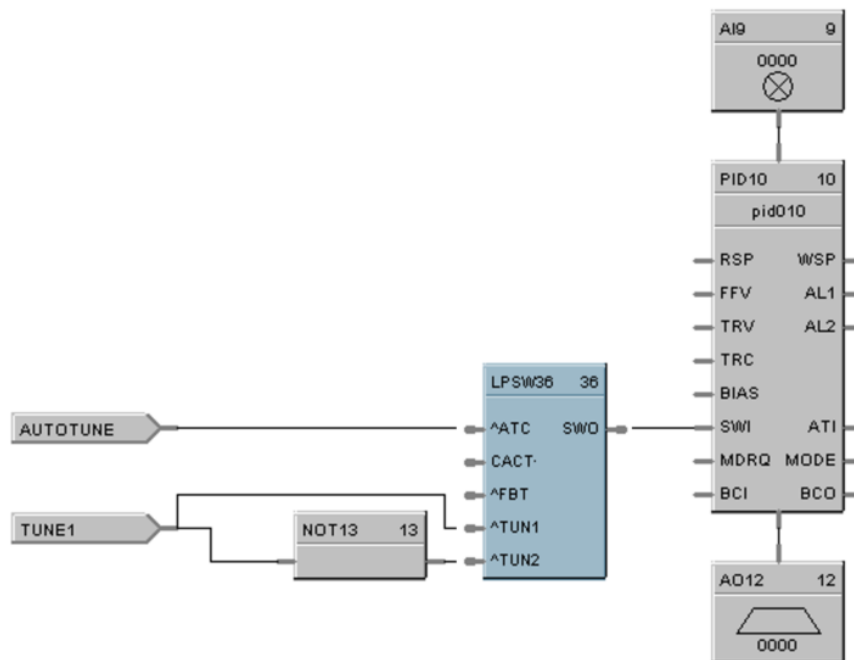 AI9 9
0000
PID10 10
pid010
RSP WSP
FFV AL1
TRV AL2
TRC
BIAS
SWI ATI
MDRQ MODE
BCI BCO
LPSW36 36
^ATC SWO
CACT
^FBT
^TUN1
^TUN2
AUTOTUNE
TUNE1
NOT13 13
AO12 12
0000